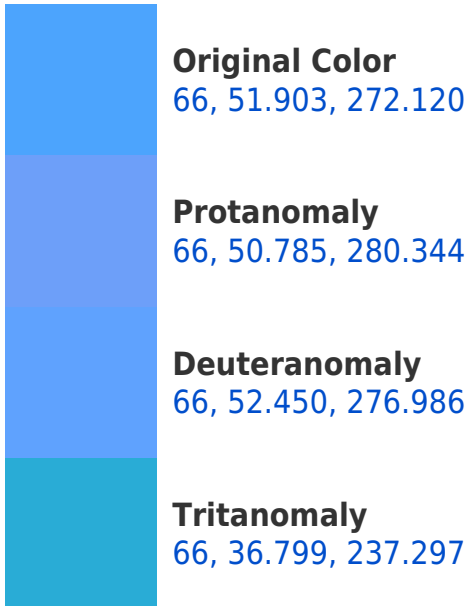 Original Color
66, 51.903, 272.120
Protanomaly
66, 50.785, 280.344
Deuteranomaly
66, 52.450, 276.986
Tritanomaly
66, 36.799, 237.297